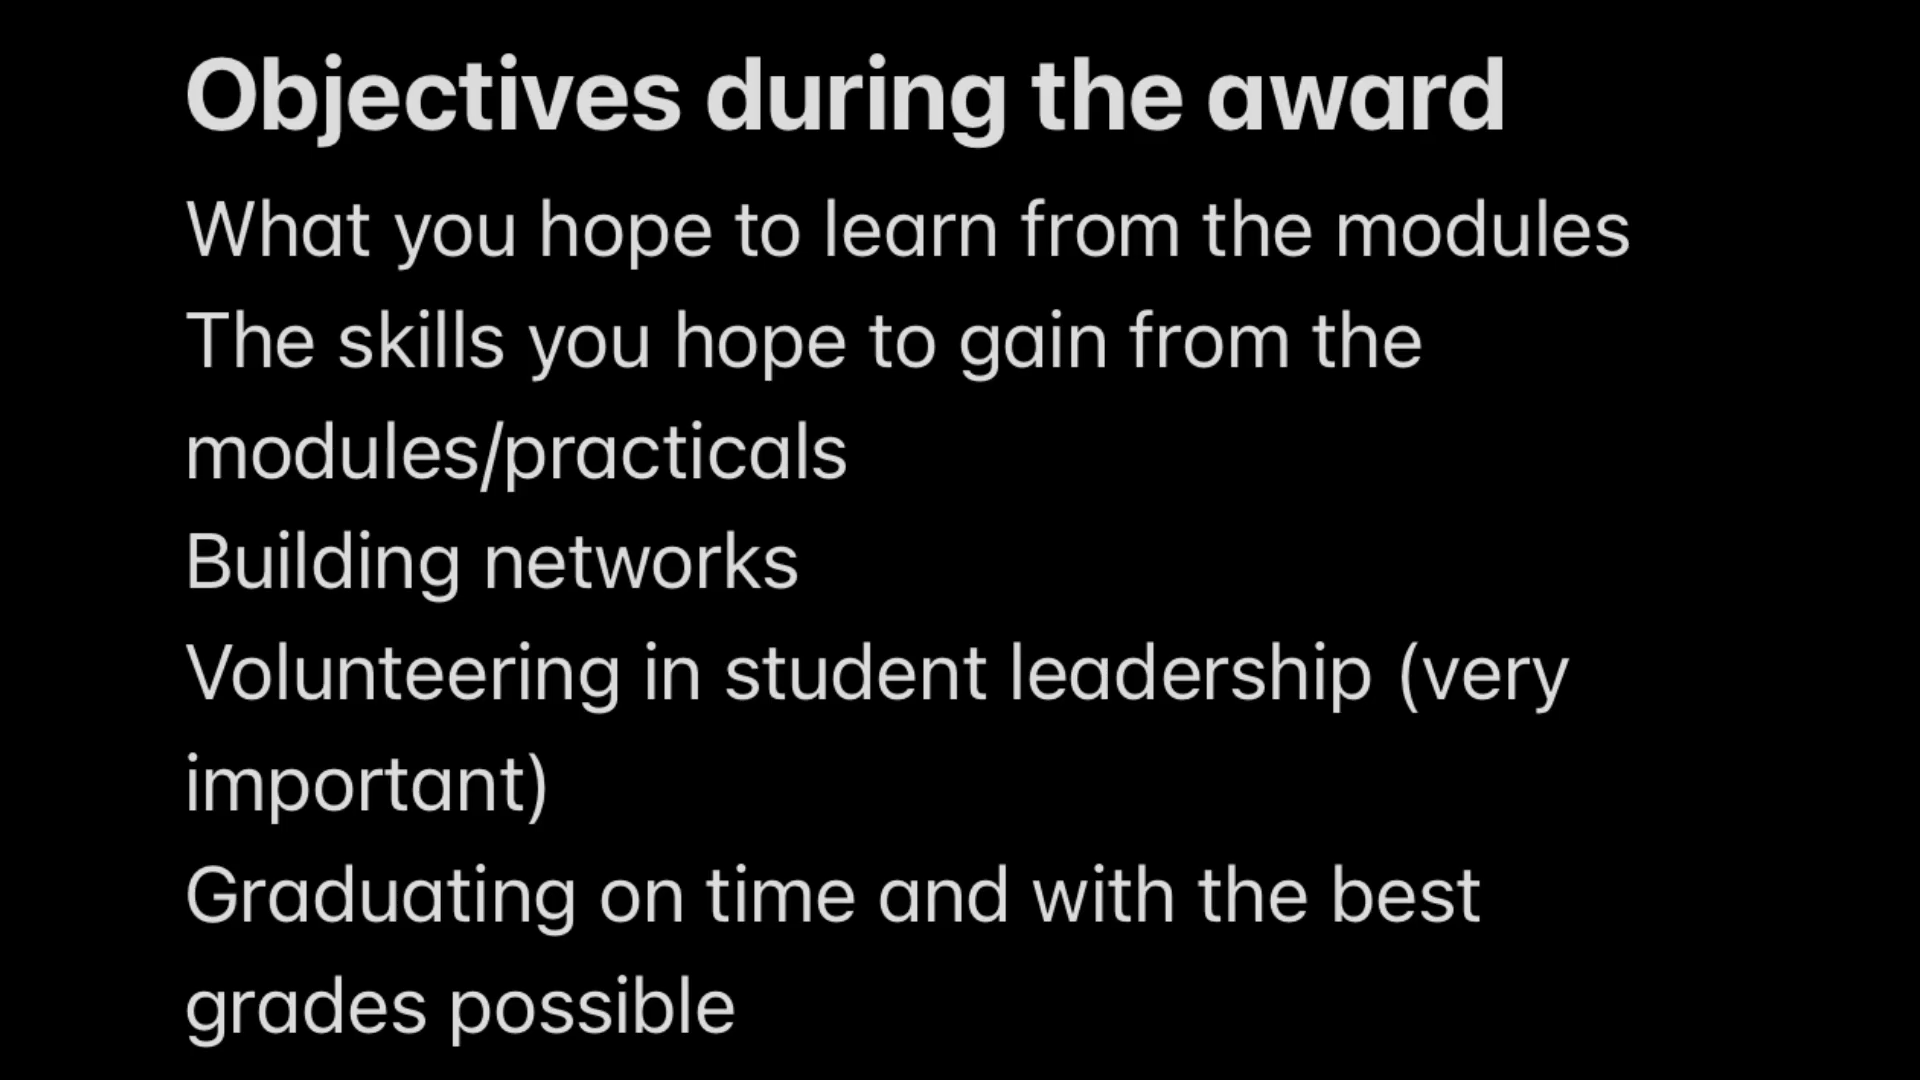 Objectives during the award
What you hope to learn from the modules
The skills you hope to gain from the
modules/practicals
Building networks
Volunteering in student leadership (very
important)
Graduating on time and with the best
grades possible